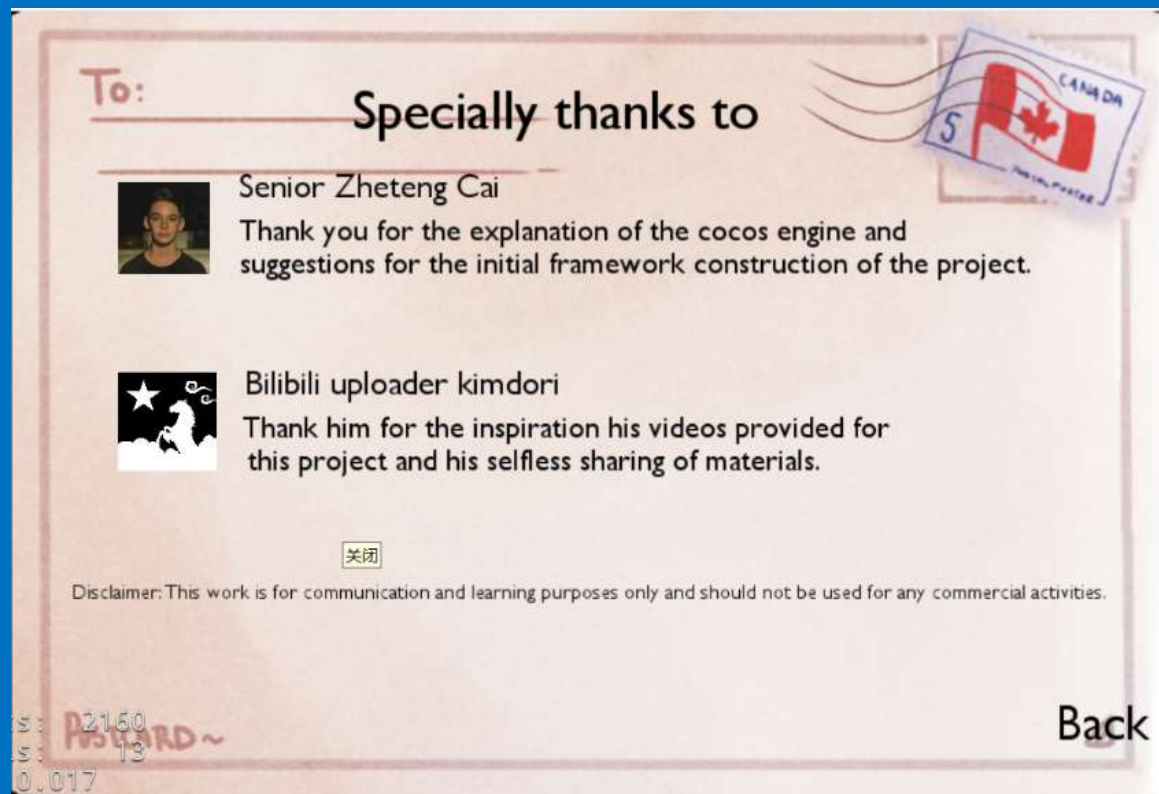 To:
Specially thanks to
CANADA
5
Senior Zheteng Cai
Thank you for the explanation of the cocos engine and
suggestions for the initial framework construction of the project.
Bilibili uploader kimdori
Thank him for the inspiration his videos provided for
this project and his selfless sharing of materials.
关闭
Disclaimer: This work is for communication and learning purposes only and should not be used for any commercial activities.
Back
s: 2160
POSTCARD~
s: 13
0.017